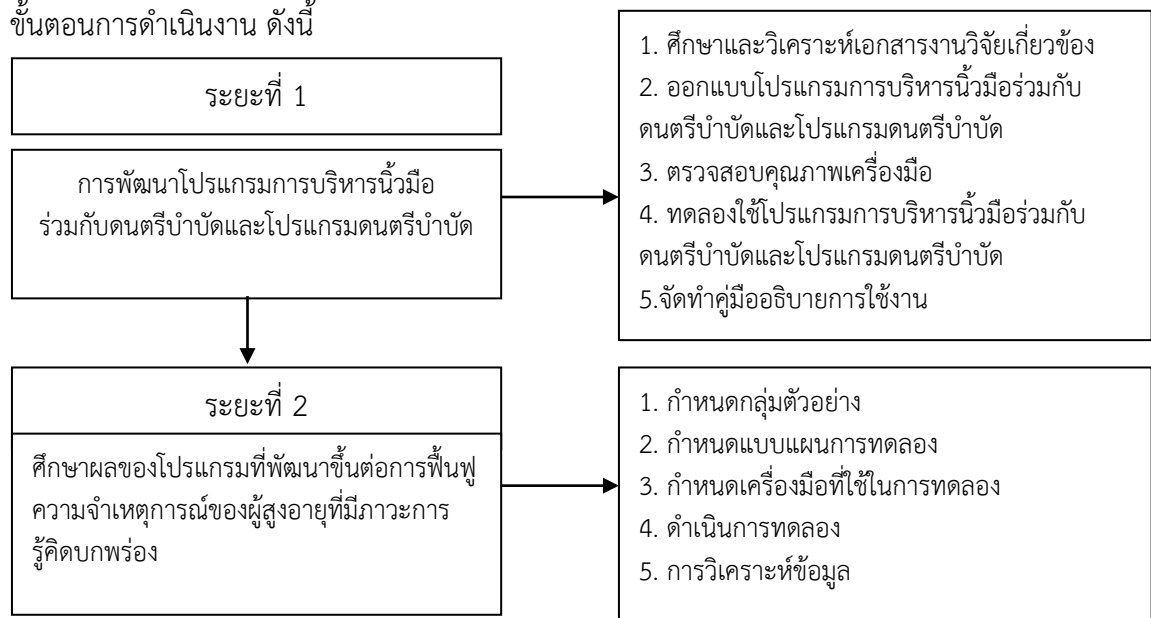 ขั้นตอนการดำเนินงาน ดังนี้
ระยะที่ 1
การพัฒนาโปรแกรมการบริหารนิ้วมือ
ร่วมกับดนตรีบำบัดและโปรแกรมดนตรีบำบัด
1. ศึกษาและวิเคราะห์เอกสารงานวิจัยเกี่ยวข้อง
2. ออกแบบโปรแกรมการบริหารนิ้วมือร่วมกับ
ดนตรีบำบัดและโปรแกรมดนตรีบำบัด
3. ตรวจสอบคุณภาพเครื่องมือ
4. ทดลองใช้โปรแกรมการบริหารนิ้วมือร่วมกับ
ดนตรีบำบัดและโปรแกรมดนตรีบำบัด
5.จัดทำคู่มืออธิบายการใช้งาน
ระยะที่ 2
ศึกษาผลของโปรแกรมที่พัฒนาขึ้นต่อการฟื้นฟู
ความจำเหตุการณ์ของผู้สูงอายุที่มีภาวะการ
รู้คิดบกพร่อง
1. กำหนดกลุ่มตัวอย่าง
2. กำหนดแบบแผนการทดลอง
3. กำหนดเครื่องมือที่ใช้ในการทดลอง
4. ดำเนินการทดลอง
5. การวิเคราะห์ข้อมูล